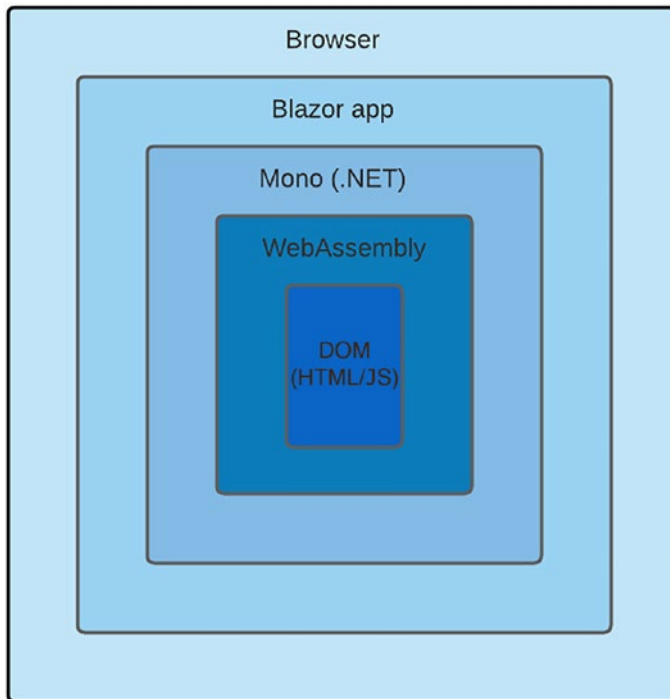 Browser
Blazor app
Mono (.NET)
WebAssembly
DOM
(HTML/JS)